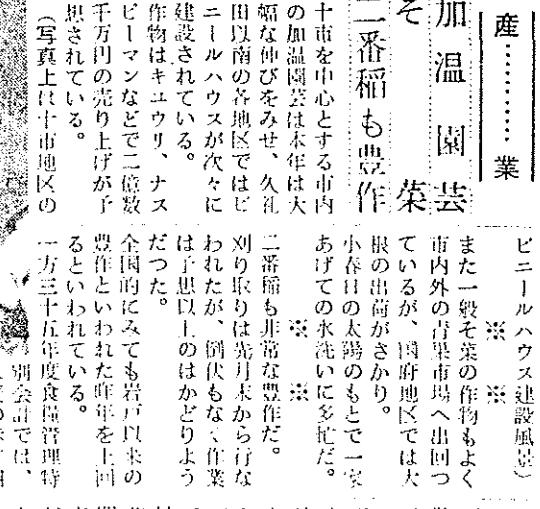 産…………業
加温園芸
そ 菜
二番稲も豊作
十市を中心とする市内
の加温園芸は本年は大
幅な伸びをみせ、久礼
田以南の各地区ではビ
ニールハウスが次々に
建設されている。
作物はキュウリ、ナス
ピーマンなどで二億数
千万円の売り上げが予
想されている。
(写真上は十市地区の
ビニールハウス建設風景)
※ ※
また一般そ菜の作物もよく
市内外の青果市場へ出回つ
ているが、国府地区では大
根の出荷がさかり。
小春日の太陽のもとで一家
あげての水洗いに多忙だ。
※ ※
二番稲も非常な豊作だ。
刈り取りは先月末から行な
われたが、倒伏もなく作業
は予想以上のはかどりよう
だつた。
全国的にみても岩戸以来の
豊作といわれた昨年を上回
るといわれている。
一方三十五年度食糧管理特
別会計では、